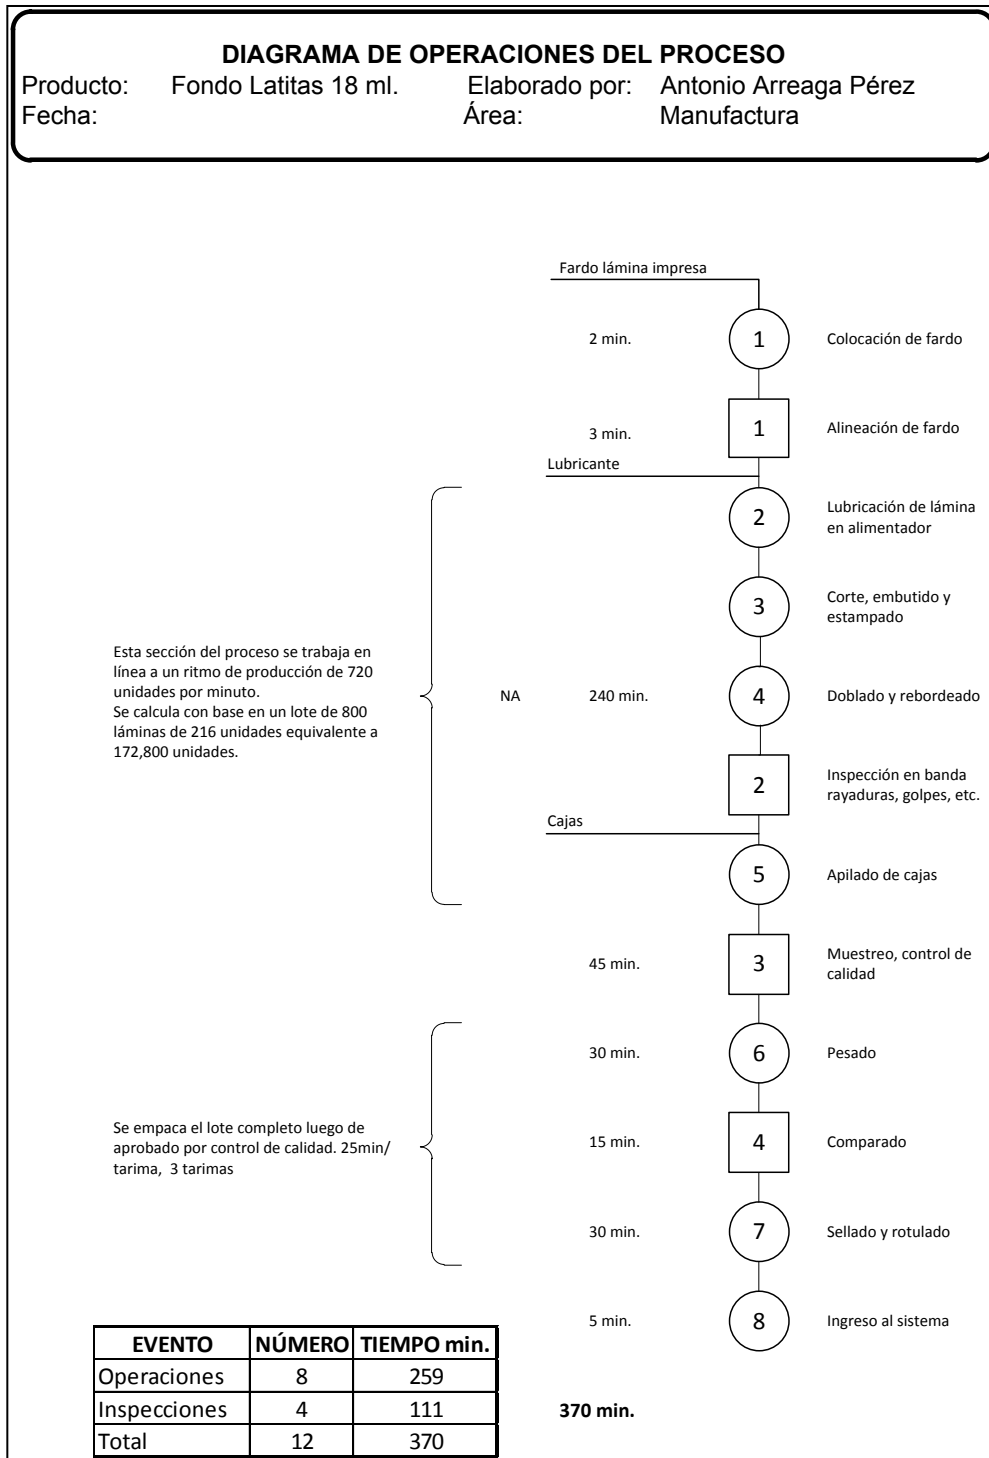 DIAGRAMA DE OPERACIONES DEL PROCESO
Producto: Fondo Latitas 18 ml. Elaborado por: Antonio Arreaga Pérez
Fecha: Área: Manufactura
Fardo lámina impresa
2 min. 1 Colocación de fardo
3 min. 1 Alineación de fardo
Lubricante
2 Lubricación de lámina
en alimentador
3 Corte, embutido y
estampado
Esta sección del proceso se trabaja en
línea a un ritmo de producción de 720
unidades por minuto.
Se calcula con base en un lote de 800
láminas de 216 unidades equivalente a
172,800 unidades.
NA 240 min. 4 Doblado y rebordeado
2 Inspección en banda
rayaduras, golpes, etc.
Cajas
5 Apilado de cajas
45 min. 3 Muestreo, control de
calidad
30 min. 6 Pesado
Se empaca el lote completo luego de
aprobado por control de calidad. 25min/
tarima, 3 tarimas
15 min. 4 Comparado
30 min. 7 Sellado y rotulado
5 min. 8 Ingreso al sistema
EVENTO NÚMERO TIEMPO min.
Operaciones 8 259
Inspecciones 4 111
Total 12 370
370 min.